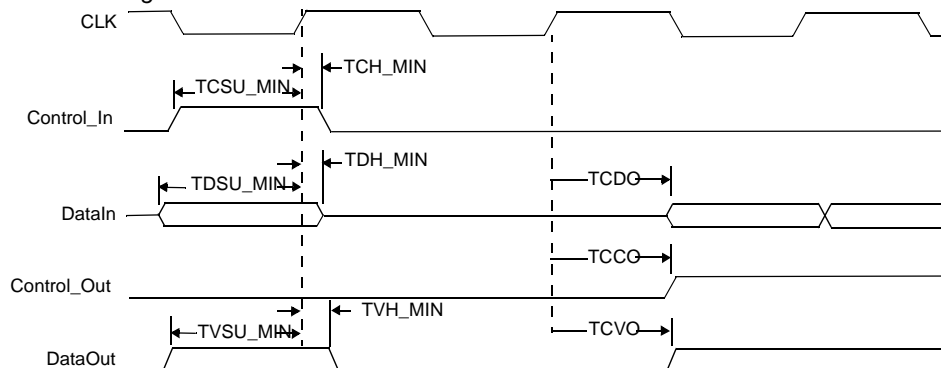 CLK
TCH_MIN
TCSU_MIN
Control_In
TDH_MIN
TDSU_MIN
TCDO
DataIn
TCCO
Control_Out
TVH_MIN
TVSU_MIN
TCVO
DataOut